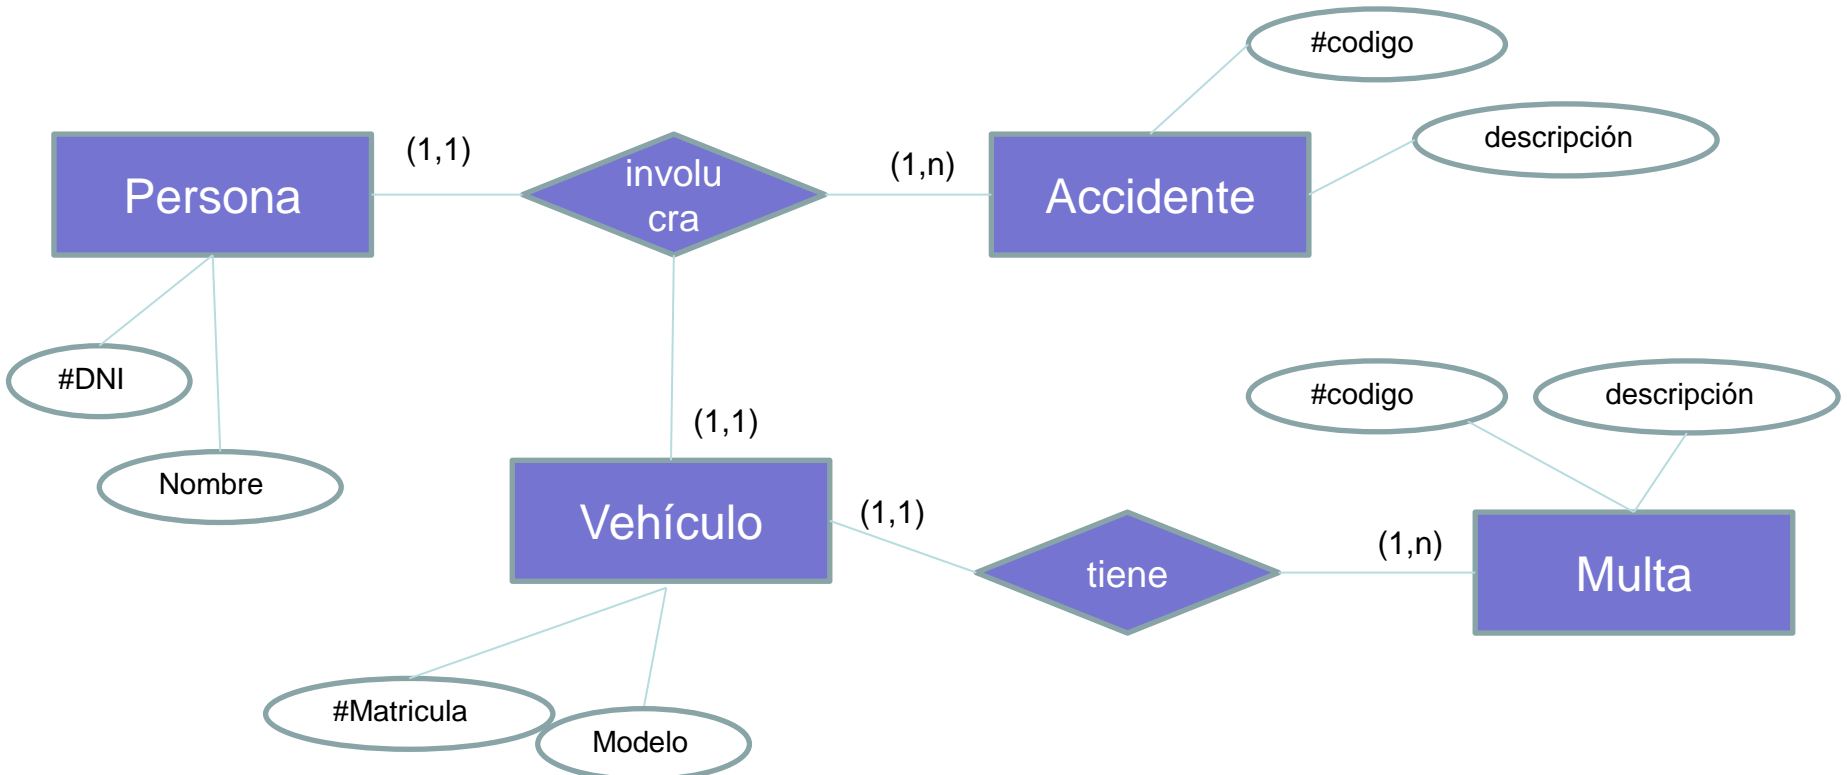 #codigo
descripción
(1,1)
(1,n)
Persona
involu
cra
Accidente
#DNI
Nombre
(1,1)
#codigo
descripción
Vehículo
(1,1)
tiene
(1,n)
Multa
#Matricula
Modelo